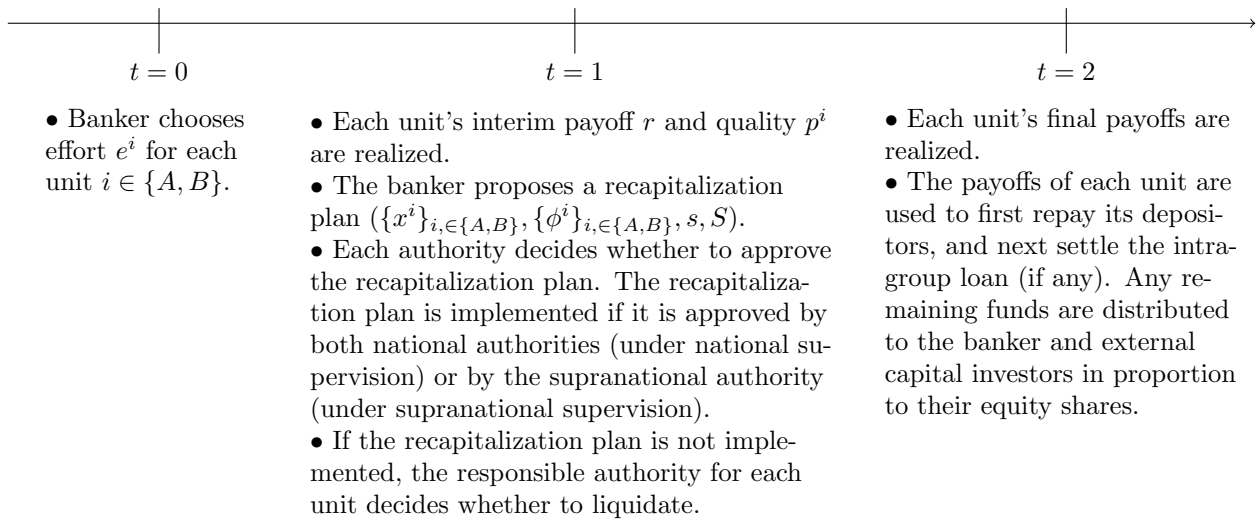 t = 0
t = 1
t = 2
• Banker chooses
effort e^i for each
unit i ∈ {A, B}.
• Each unit's interim payoff r and quality p^i
are realized.
• The banker proposes a recapitalization
plan ({x^i}_{i,∈{A,B}}, {ϕ^i}_{i,∈{A,B}}, s, S).
• Each authority decides whether to approve
the recapitalization plan. The recapitaliza-
tion plan is implemented if it is approved by
both national authorities (under national su-
pervision) or by the supranational authority
(under supranational supervision).
• If the recapitalization plan is not imple-
mented, the responsible authority for each
unit decides whether to liquidate.
• Each unit's final payoffs are
realized.
• The payoffs of each unit are
used to first repay its deposi-
tors, and next settle the intra-
group loan (if any). Any re-
maining funds are distributed
to the banker and external
capital investors in proportion
to their equity shares.